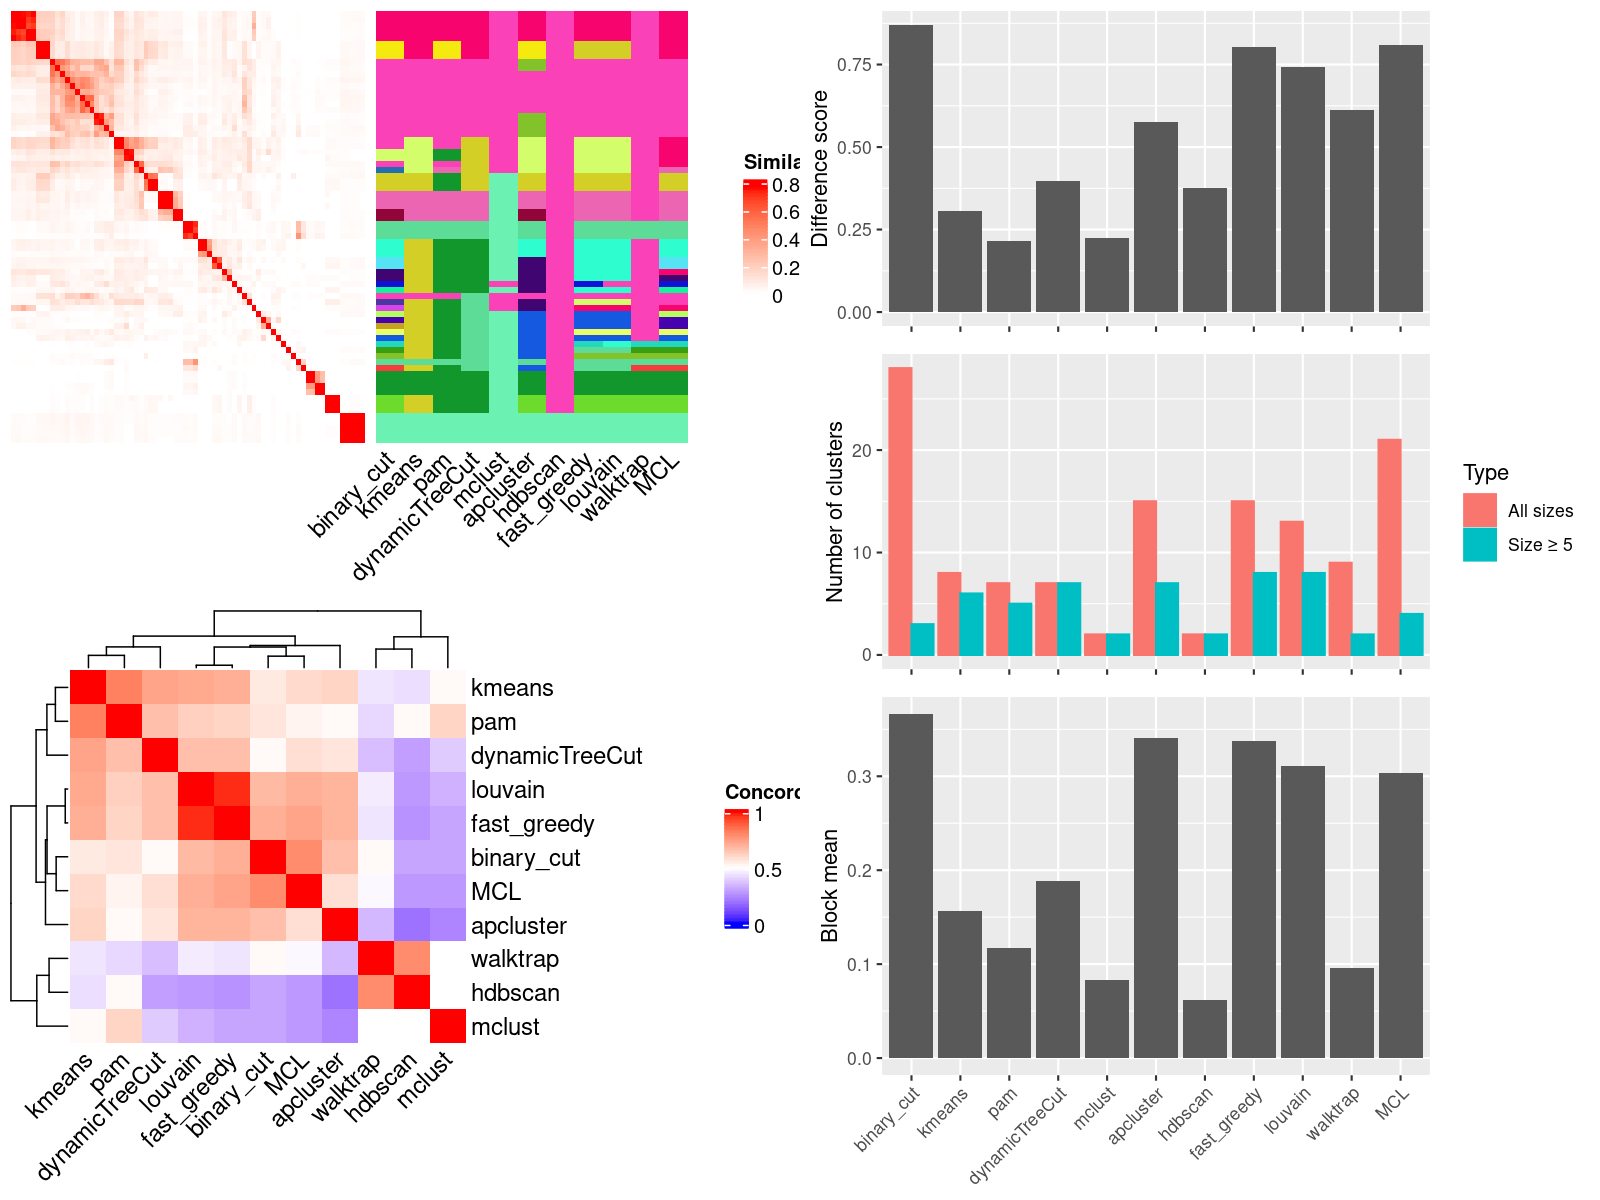 Simila
0.8
0.6
0.4
0.2
0
binary_cut
kmeans
pam
dynamicTreeCut
mclust
apcluster
hdbscan
fast_greedy
louvain
walktrap
MCL
Difference score
0.75
0.50
0.25
0.00
Number of clusters
20
10
0
Type
All sizes
Size ≥ 5
kmeans
pam
dynamicTreeCut
louvain
fast_greedy
binary_cut
MCL
apcluster
walktrap
hdbscan
mclust
kmeans
pam
dynamicTreeCut
louvain
fast_greedy
binary_cut
MCL
apcluster
walktrap
hdbscan
mclust
Concord
1
0.5
0
Block mean
0.3
0.2
0.1
0.0
binary_cut
kmeans
pam
dynamicTreeCut
mclust
apcluster
hdbscan
fast_greedy
louvain
walktrap
MCL